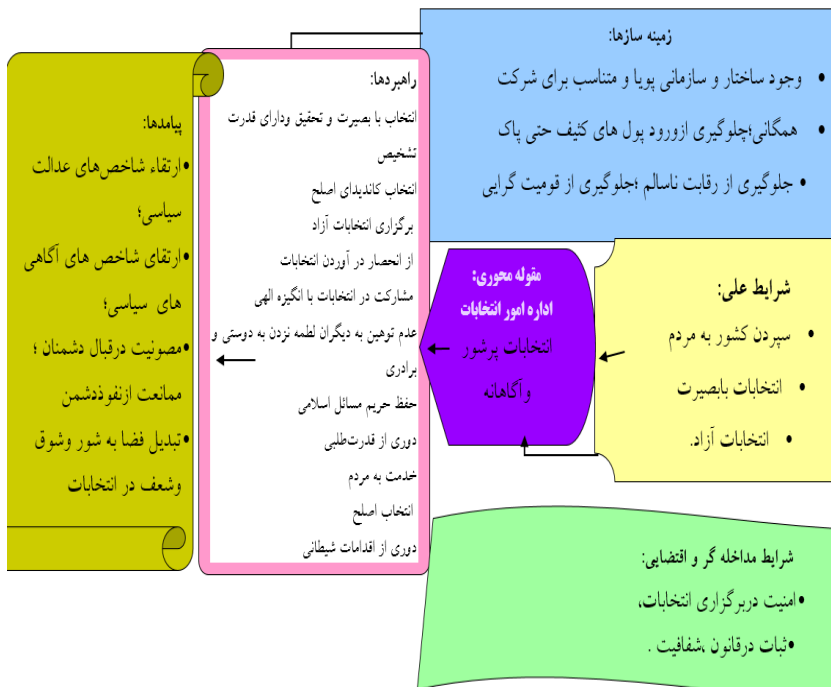 زمینه سازها:
وجود ساختار و سازمانی پویا و متناسب برای شرکت
همگانی؛چلوگیری ازورود پول های کثیف حتی پاک
جلوگیری از رقابت ناسالم ؛جلوگیری از قومیت گرایی
شرایط علی:
سپردن کشور به مردم
انتخابات بابصیرت
انتخابات آزاد.
مقوله محوری:
اداره امور انتخابات
انتخابات پرشور
وآگاهانه
شرایط مداخله گر و اقتضایی:
امنیت دربرگزاری انتخابات،
ثبات درقانون ،شفافیت .
راهبردها:
انتخاب با بصیرت و تحقیق ودارای قدرت
تشخیص
انتخاب کاندیدای اصلح
برگزاری انتخابات آزاد
از انحصار در آوردن انتخابات
مشارکت در انتخابات با انگیزه الهی
عدم توهین به دیگران لطمه نزدن به دوستی و
برادری
حفظ حریم مسائل اسلامی
دوری از قدرت‌طلبی
خدمت به مردم
انتخاب اصلح
دوری از اقدامات شیطانی
پیامدها:
ارتقاء شاخص‌های عدالت
سیاسی؛
ارتقای شاخص های آگاهی
های سیاسی؛
مصونیت درقبال دشمنان ؛
ممانعت ازنفوذدشمن
تبدیل فضا به شور وشوق
وشعف در انتخابات